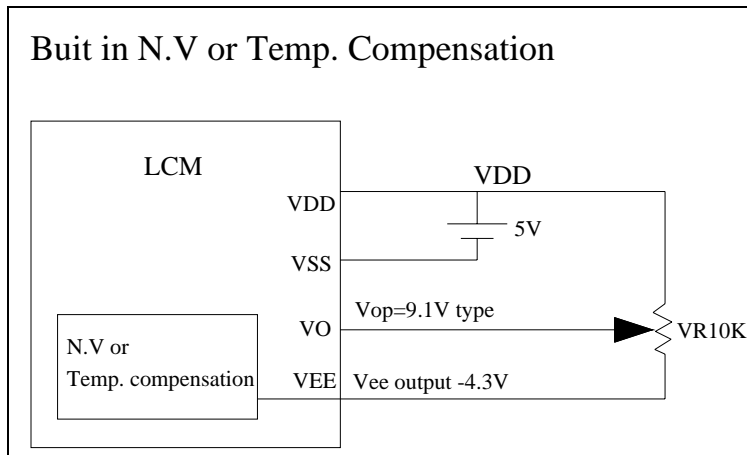 Buit in N.V or Temp. Compensation
LCM
VDD
VDD
5V
VSS
Vop=9.1V type
VO
VR10K
N.V or
Temp. compensation
VEE
Vee output -4.3V